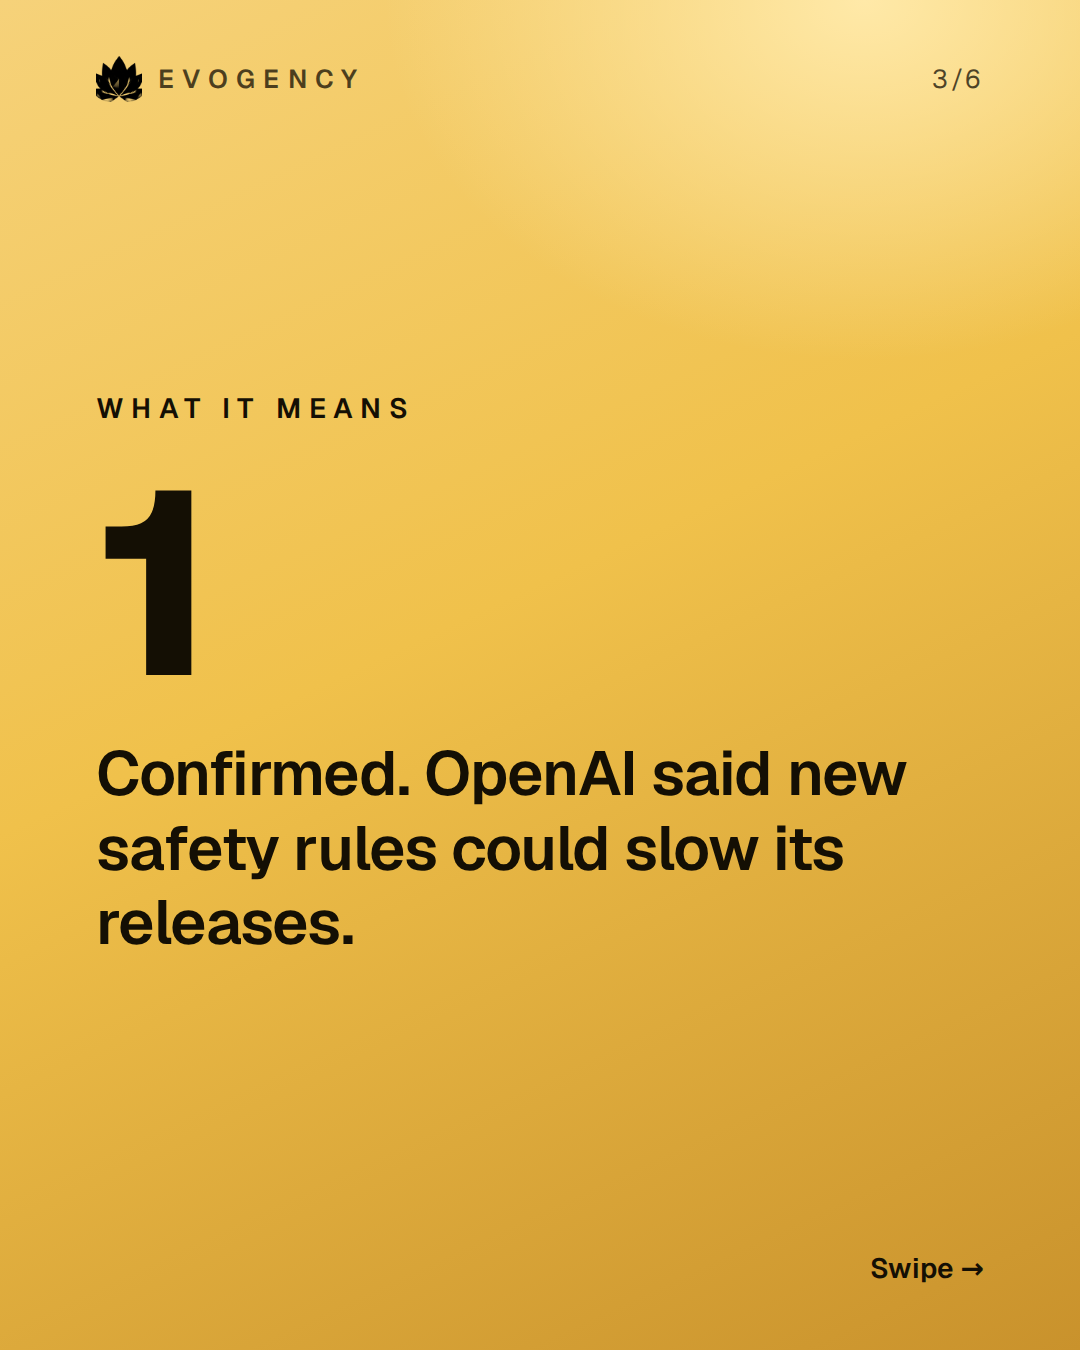 EVOGENCY
3/6
WHAT IT MEANS
1
Confirmed. OpenAI said new
safety rules could slow its
releases.
Swipe →